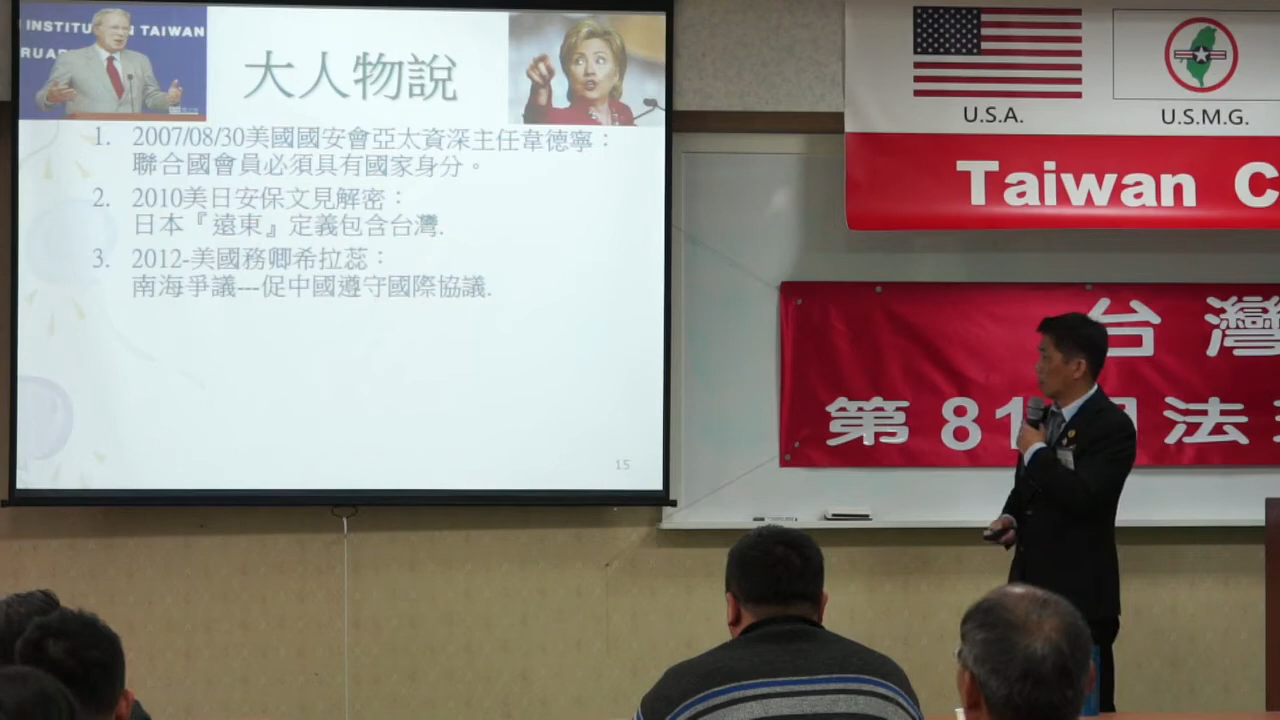 INSTITU N TAIWAN
RUA
大人物說
1. 2007/08/30美國國安會亞太資深主任韋德寧：
聯合國會員必須具有國家身分。
2. 2010美日安保文見解密：
日本『遠東』定義包含台灣.
3. 2012-美國務卿希拉蕊：
南海爭議---促中國遵守國際協議.
15
U.S.A.
U.S.M.G.
Taiwan C
台灣
第81 法